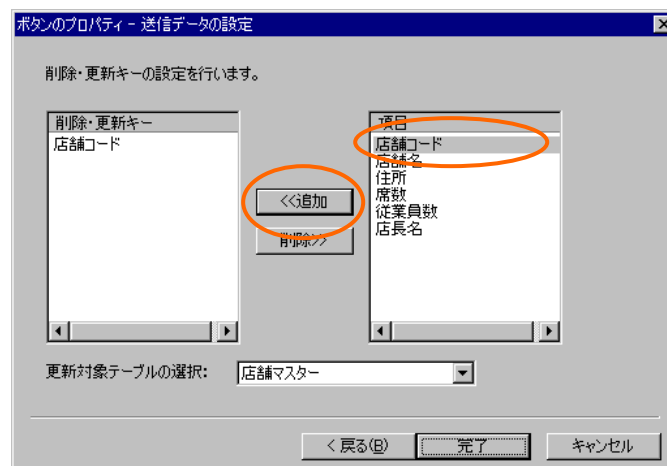 ボタンのプロパティ - 送信データの設定
削除・更新キーの設定を行います。
削除・更新キー
店舗コード
<<追加
削除>>
項目
店舗コード
店舗名
住所
席数
従業員数
店長名
更新対象テーブルの選択:
店舗マスター
< 戻る(B)
完了
キャンセル